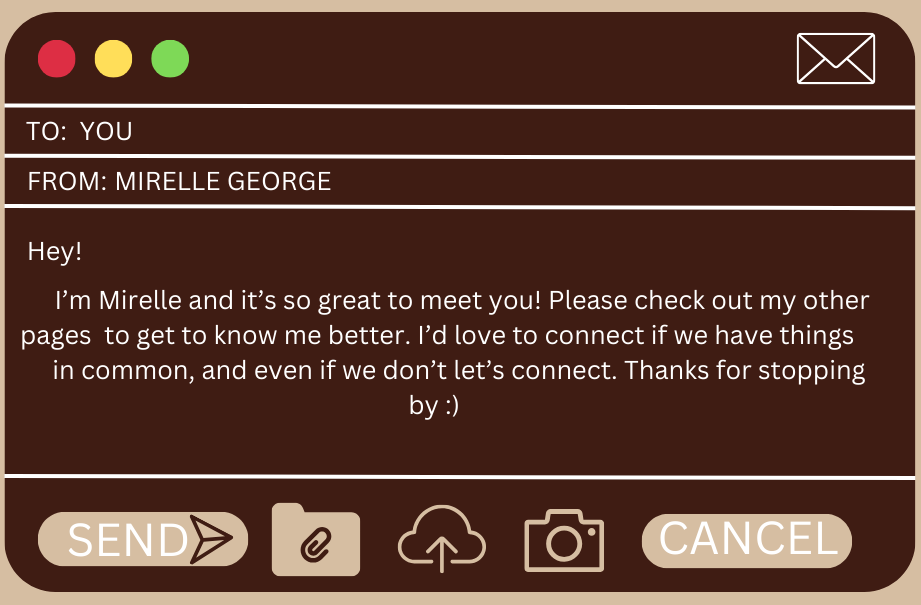 TO:  YOU
FROM: MIRELLE GEORGE
Hey!
I’m Mirelle and it’s so great to meet you! Please check out my other
pages  to get to know me better. I’d love to connect if we have things
in common, and even if we don’t let’s connect. Thanks for stopping
by :)
SEND CANCEL